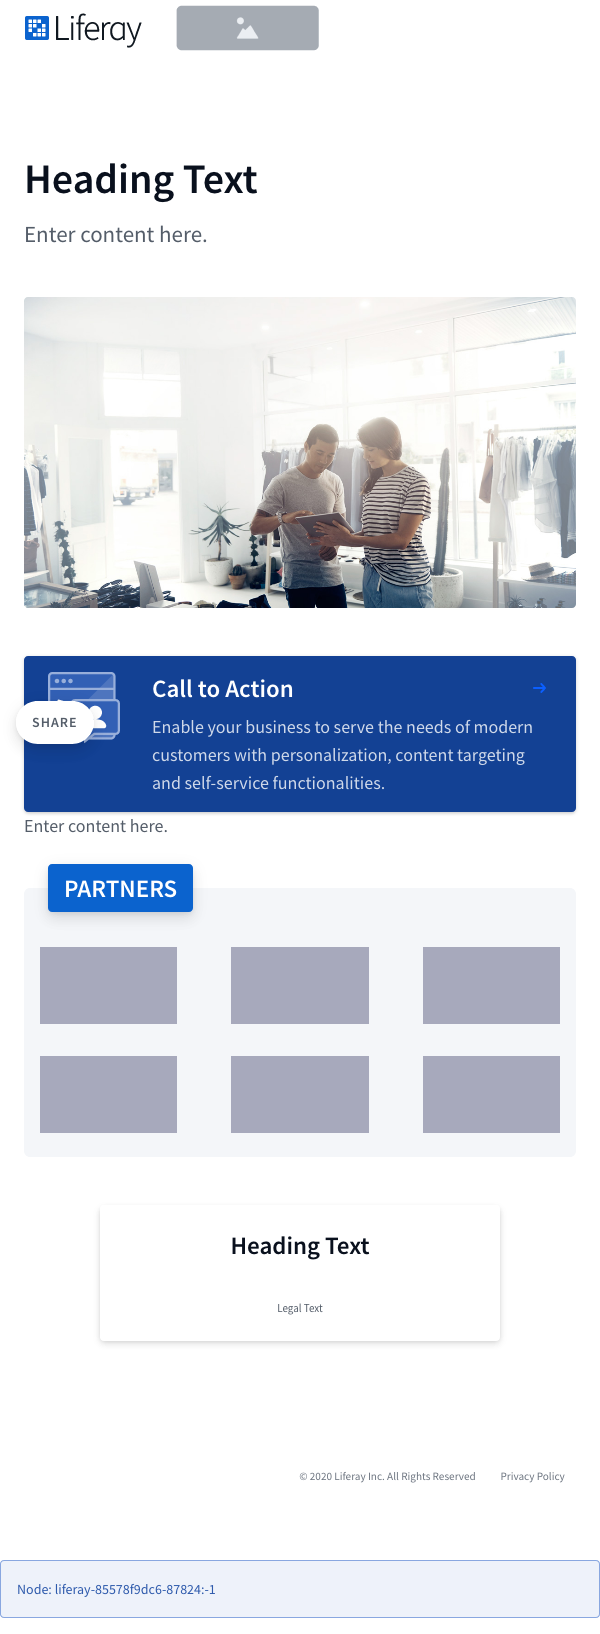 Liferay
Heading Text
Enter content here.
Call to Action
Enable your business to serve the needs of modern
customers with personalization, content targeting
and self-service functionalities.
SHARE
Enter content here.
PARTNERS
Heading Text
Legal Text
© 2020 Liferay Inc. All Rights Reserved Privacy Policy
Node: liferay-85578f9dc6-87824:-1